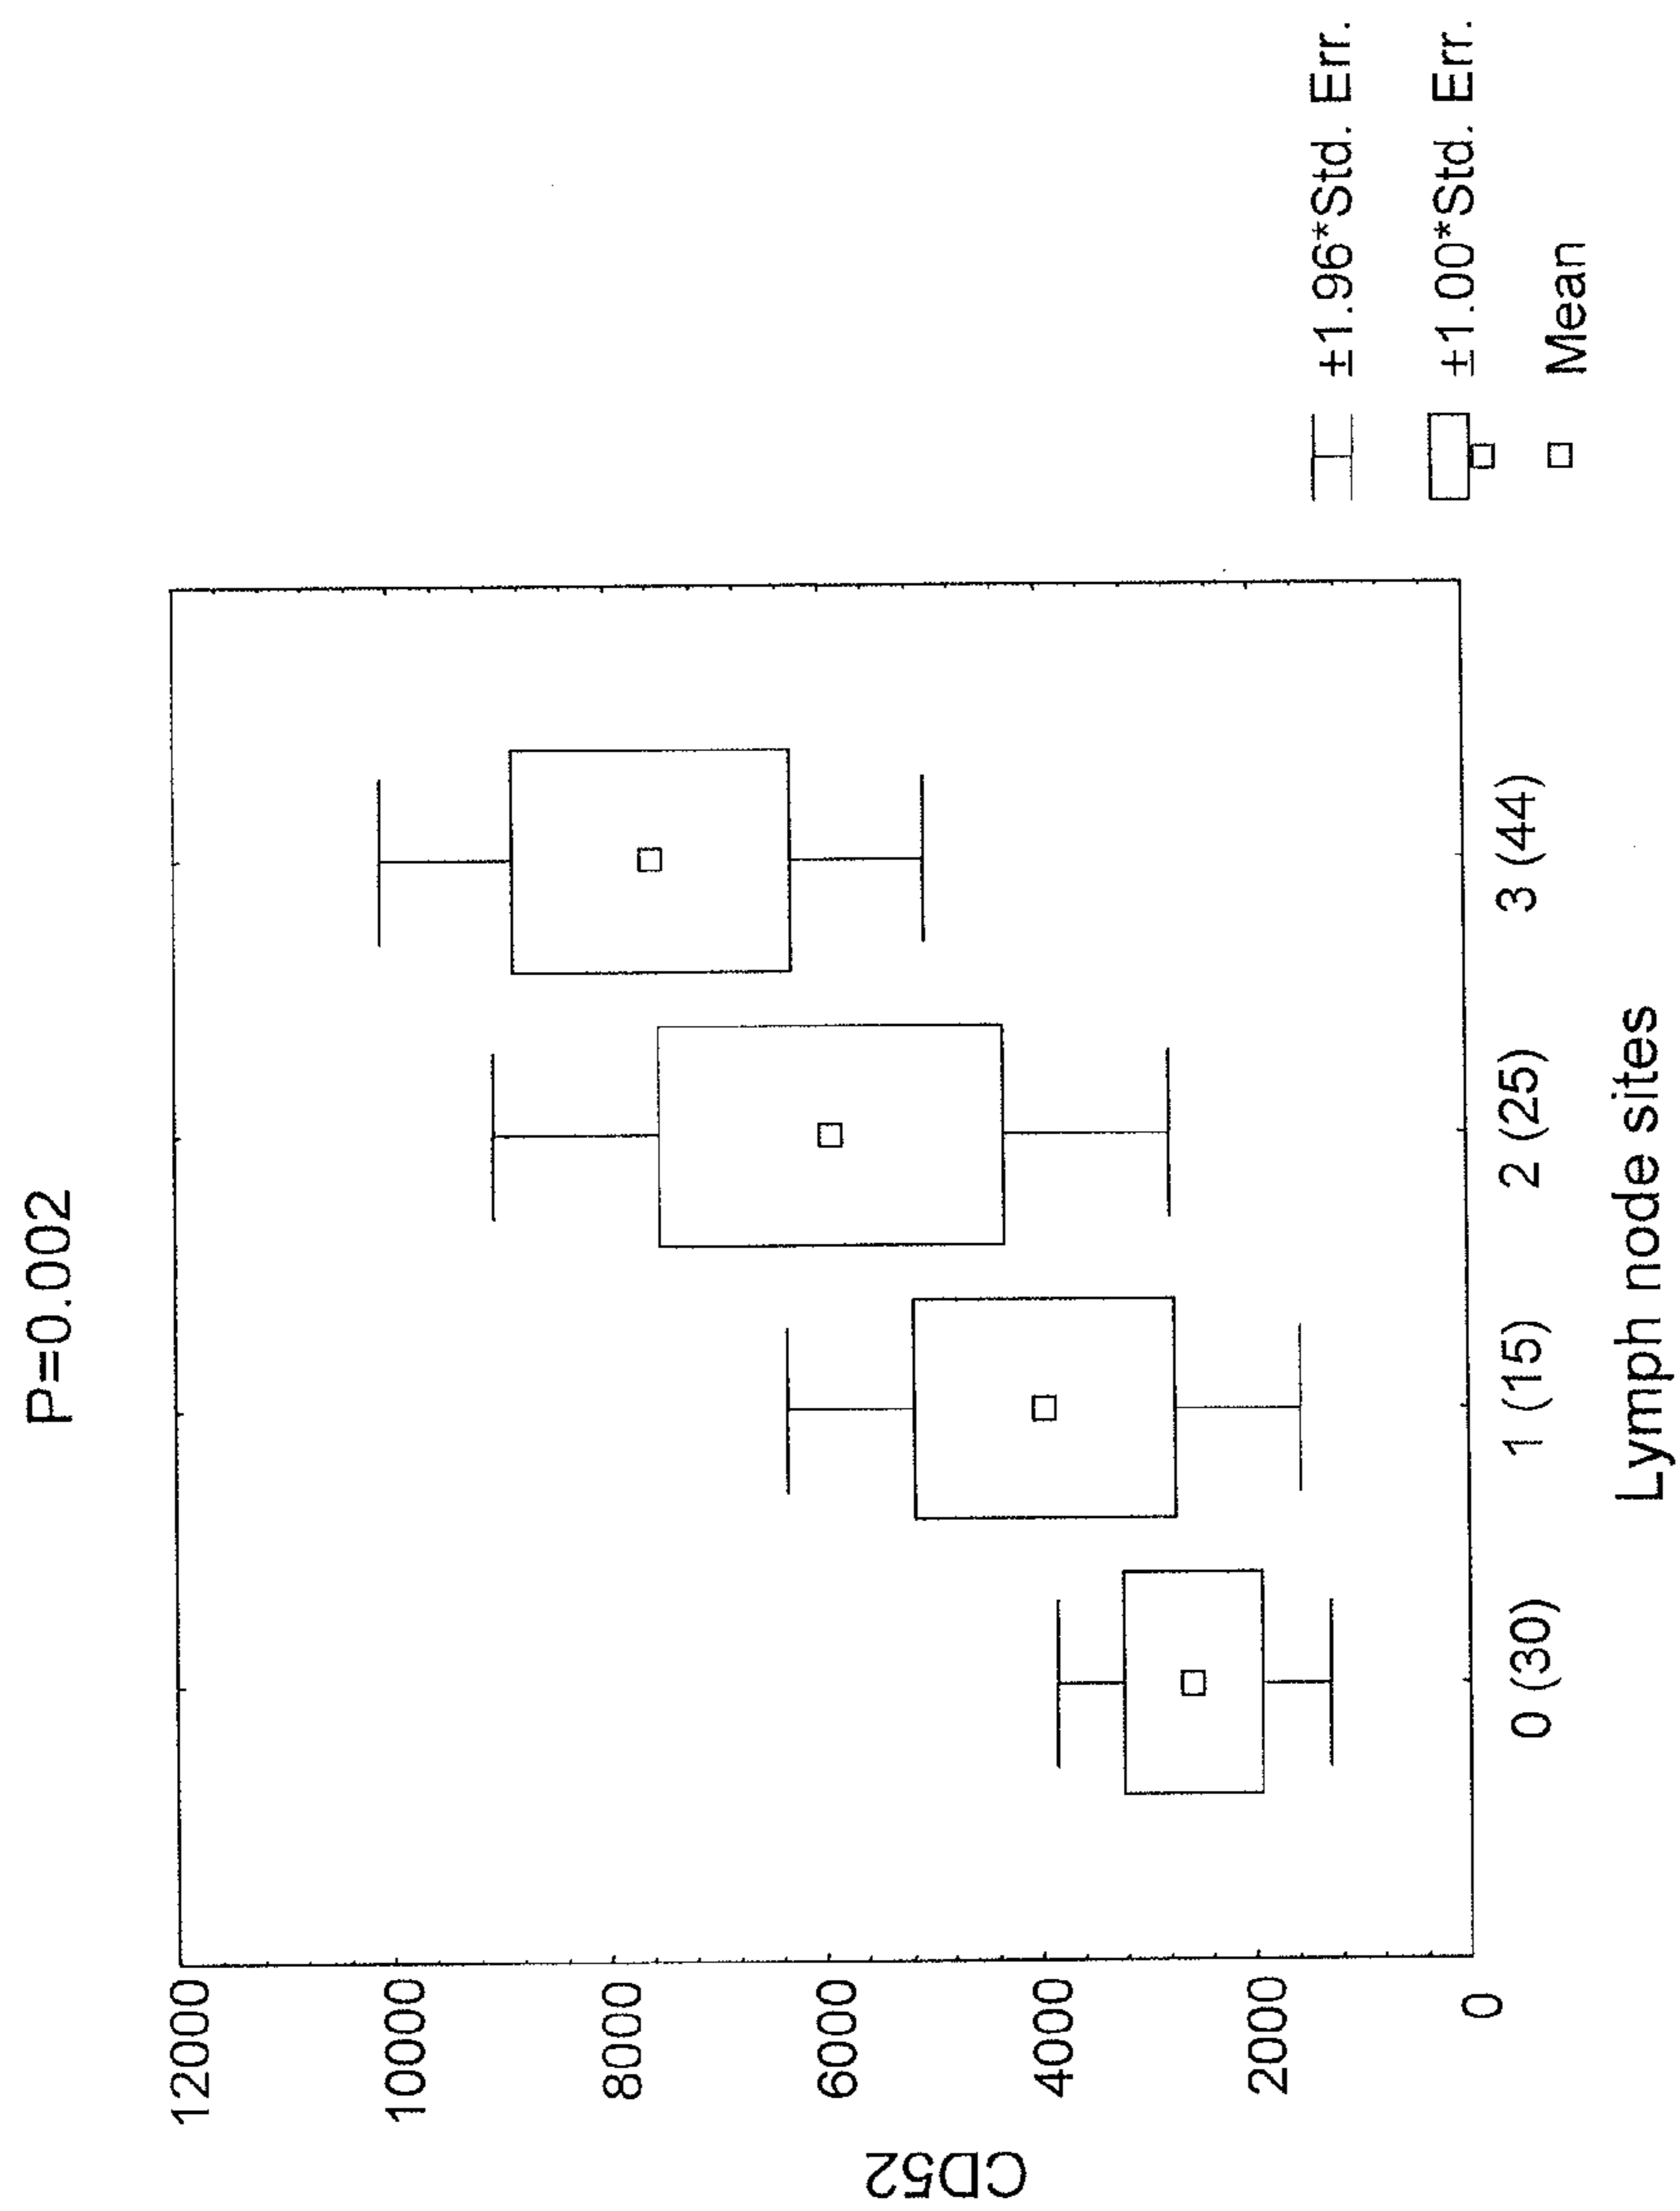 P=0.002
CD52
12000
10000
8000
6000
4000
2000
0
0 (30)
1 (15)
2 (25)
3 (44)
Lymph node sites
±1.96*Std. Err.
±1.00*Std. Err.
Mean